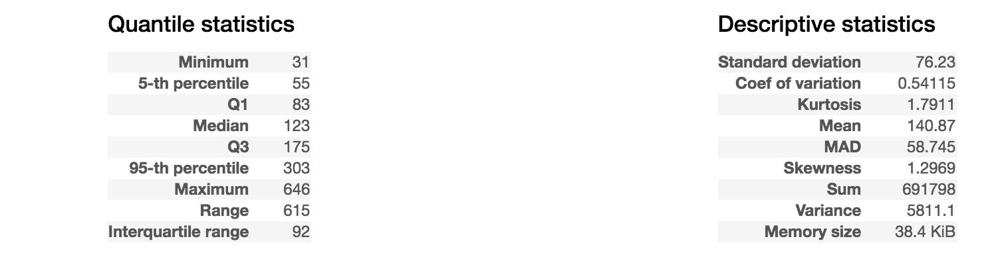 Quantile statistics
Minimum 31
5-th percentile 55
Q1 83
Median 123
Q3 175
95-th percentile 303
Maximum 646
Range 615
Interquartile range 92
Descriptive statistics
Standard deviation 76.23
Coef of variation 0.54115
Kurtosis 1.7911
Mean 140.87
MAD 58.745
Skewness 1.2969
Sum 691798
Variance 5811.1
Memory size 38.4 KiB